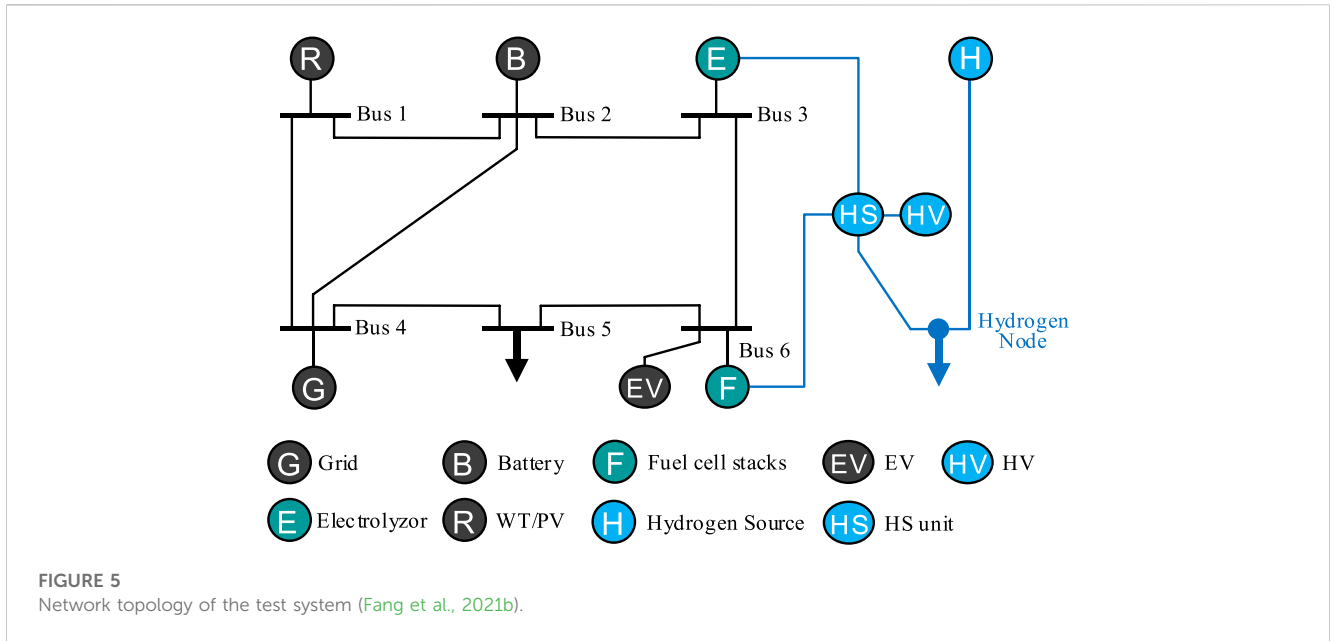 R B E H
Bus 1 Bus 2 Bus 3
HS HV
Bus 4 Bus 5 Hydrogen
Node
Bus 6
G EV F
G Grid B Battery F Fuel cell stacks EV EV HV HV
E Electrolyzor R WT/PV H Hydrogen Source HS HS unit
FIGURE 5
Network topology of the test system (Fang et al., 2021b).